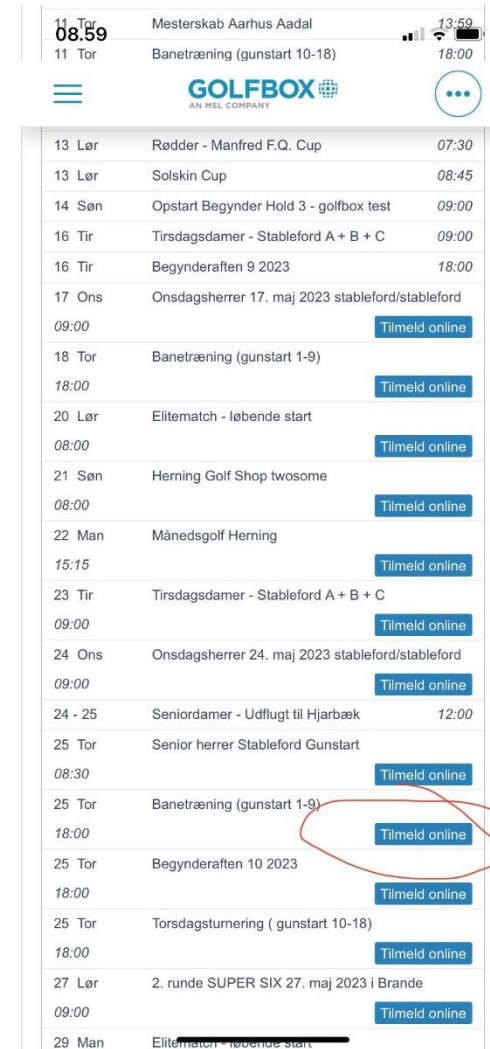 11 Tor Mesterskab Aarhus Aadal 13:59
08.59
11 Tor Banetræning (gunstart 10-18) 18:00
GOLFBOX
AN MSL COMPANY
13 Lør Rødder - Manfred F.Q. Cup 07:30
13 Lør Solskin Cup 08:45
14 Søn Opstart Begynder Hold 3 - golfbox test 09:00
16 Tir Tirsdagsdamer - Stableford A + B + C 09:00
16 Tir Begynderaften 9 2023 18:00
17 Ons Onsdagsherrer 17. maj 2023 stableford/stableford
09:00 Tilmeld online
18 Tor Banetræning (gunstart 1-9)
18:00 Tilmeld online
20 Lør Elitematch - løbende start
08:00 Tilmeld online
21 Søn Herning Golf Shop twosome
08:00 Tilmeld online
22 Man Månedsgolf Herning
15:15 Tilmeld online
23 Tir Tirsdagsdamer - Stableford A + B + C
09:00 Tilmeld online
24 Ons Onsdagsherrer 24. maj 2023 stableford/stableford
09:00 Tilmeld online
24 - 25 Seniordamer - Udflugt til Hjarbæk 12:00
25 Tor Senior herrer Stableford Gunstart
08:30 Tilmeld online
25 Tor Banetræning (gunstart 1-9)
18:00 Tilmeld online
25 Tor Begynderaften 10 2023
18:00 Tilmeld online
25 Tor Torsdagsturnering ( gunstart 10-18)
18:00 Tilmeld online
27 Lør 2. runde SUPER SIX 27. maj 2023 i Brande
09:00 Tilmeld online
29 Man Elitematch - løbende start